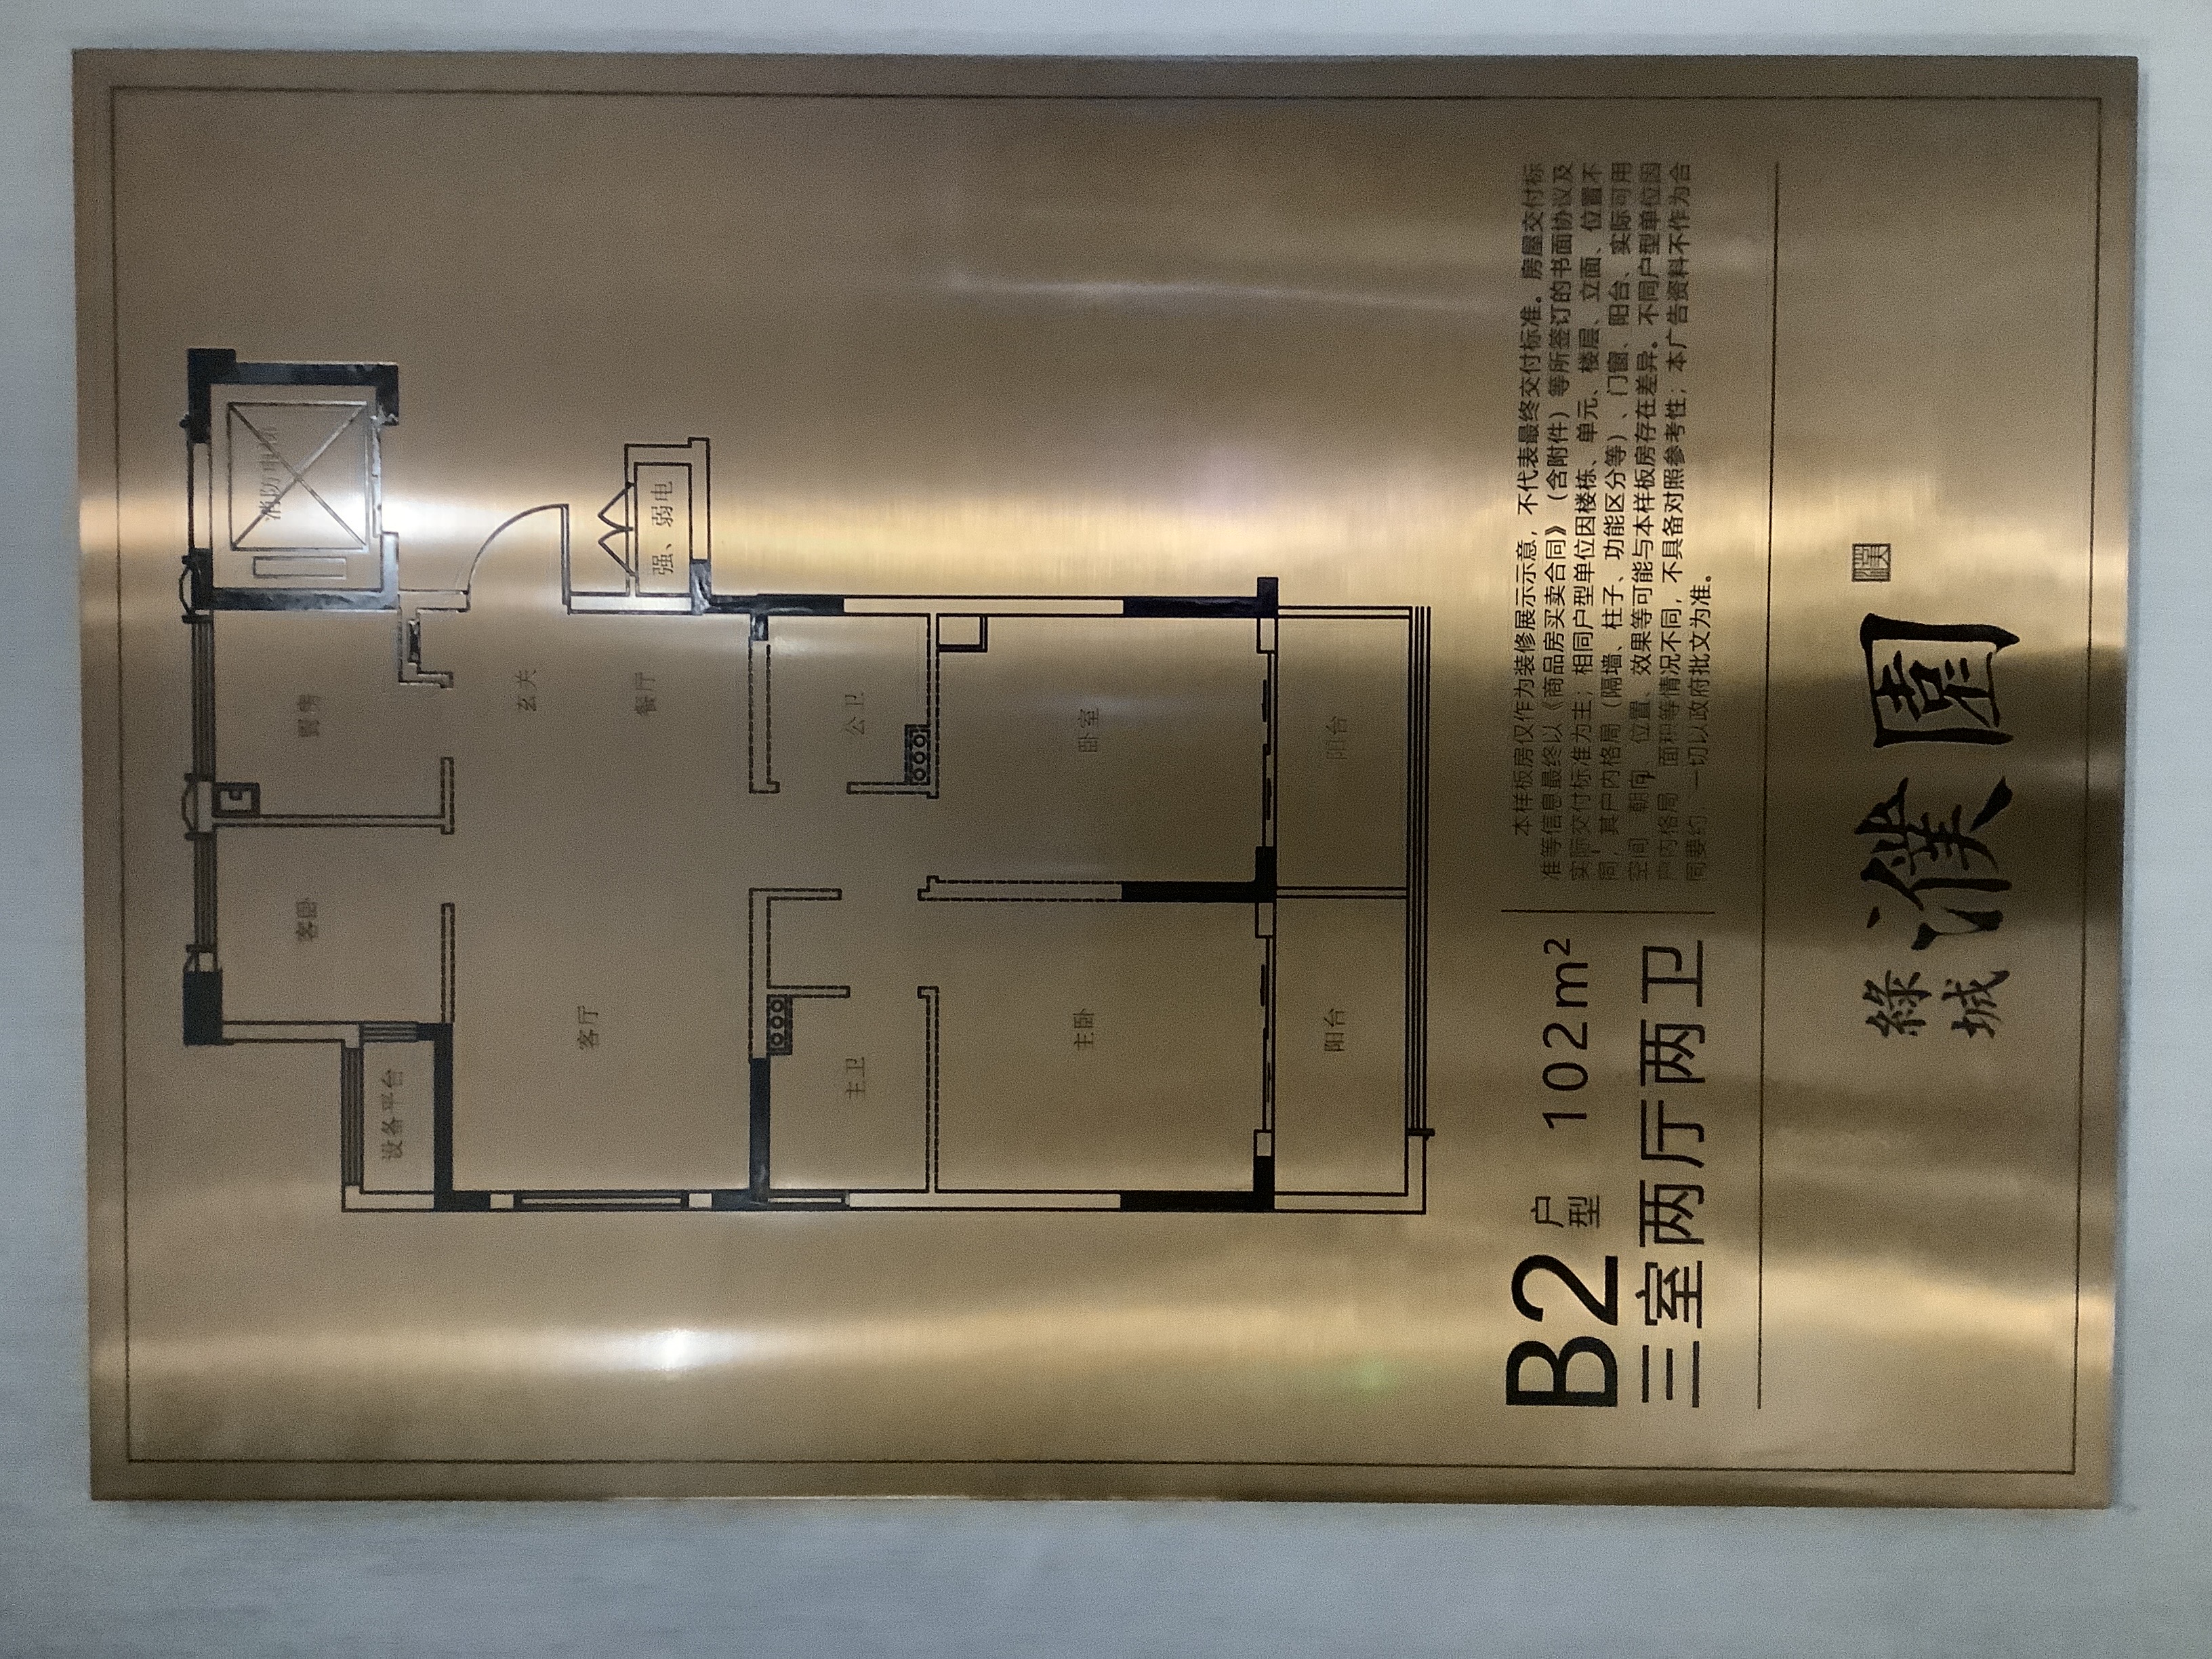 消防电梯
客卧
厨房
设备平台
玄关
客厅
餐厅
强、弱电
主卫
公卫
主卧
卧室
阳台
阳台
B2 户型 102m²
三室两厅两卫
本样板房仅作为装修展示示意，不代表最终交付标准。房屋交付标
准等信息最终以《商品房买卖合同》（含附件）等所签订的书面协议及
实际交付标准为主；相同户型单位因楼栋、单元、楼层、立面、位置不
同，其户内格局（隔墙、柱子、功能区分等）、门窗、阳台、实际可用
空间、朝向、位置、效果等可能与本样板房存在差异。不同户型单位因
户内格局、面积等情况不同，不具备对照参考性；本广告资料不作为合
同要约，一切以政府批文为准。
綠城 濮園
濮